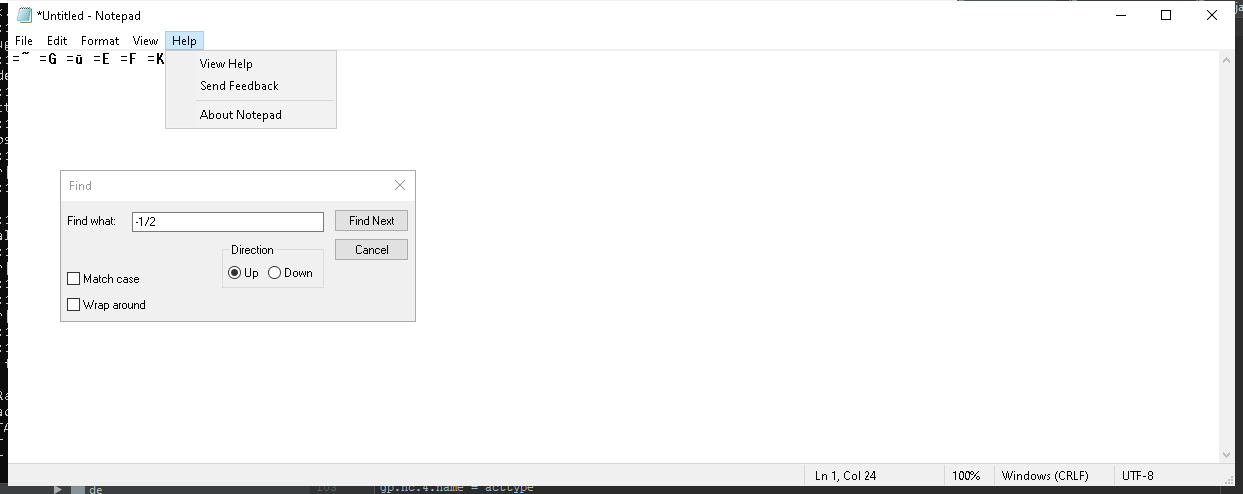 *Untitled - Notepad
File Edit Format View Help
=˜ =G =ū =E =F =K
View Help
Send Feedback
About Notepad
Find
Find what: -1/2 Find Next
Direction Cancel
Up Down
Match case
Wrap around
Ln 1, Col 24 100% Windows (CRLF) UTF-8
de
gp.nc.4.name = acttype